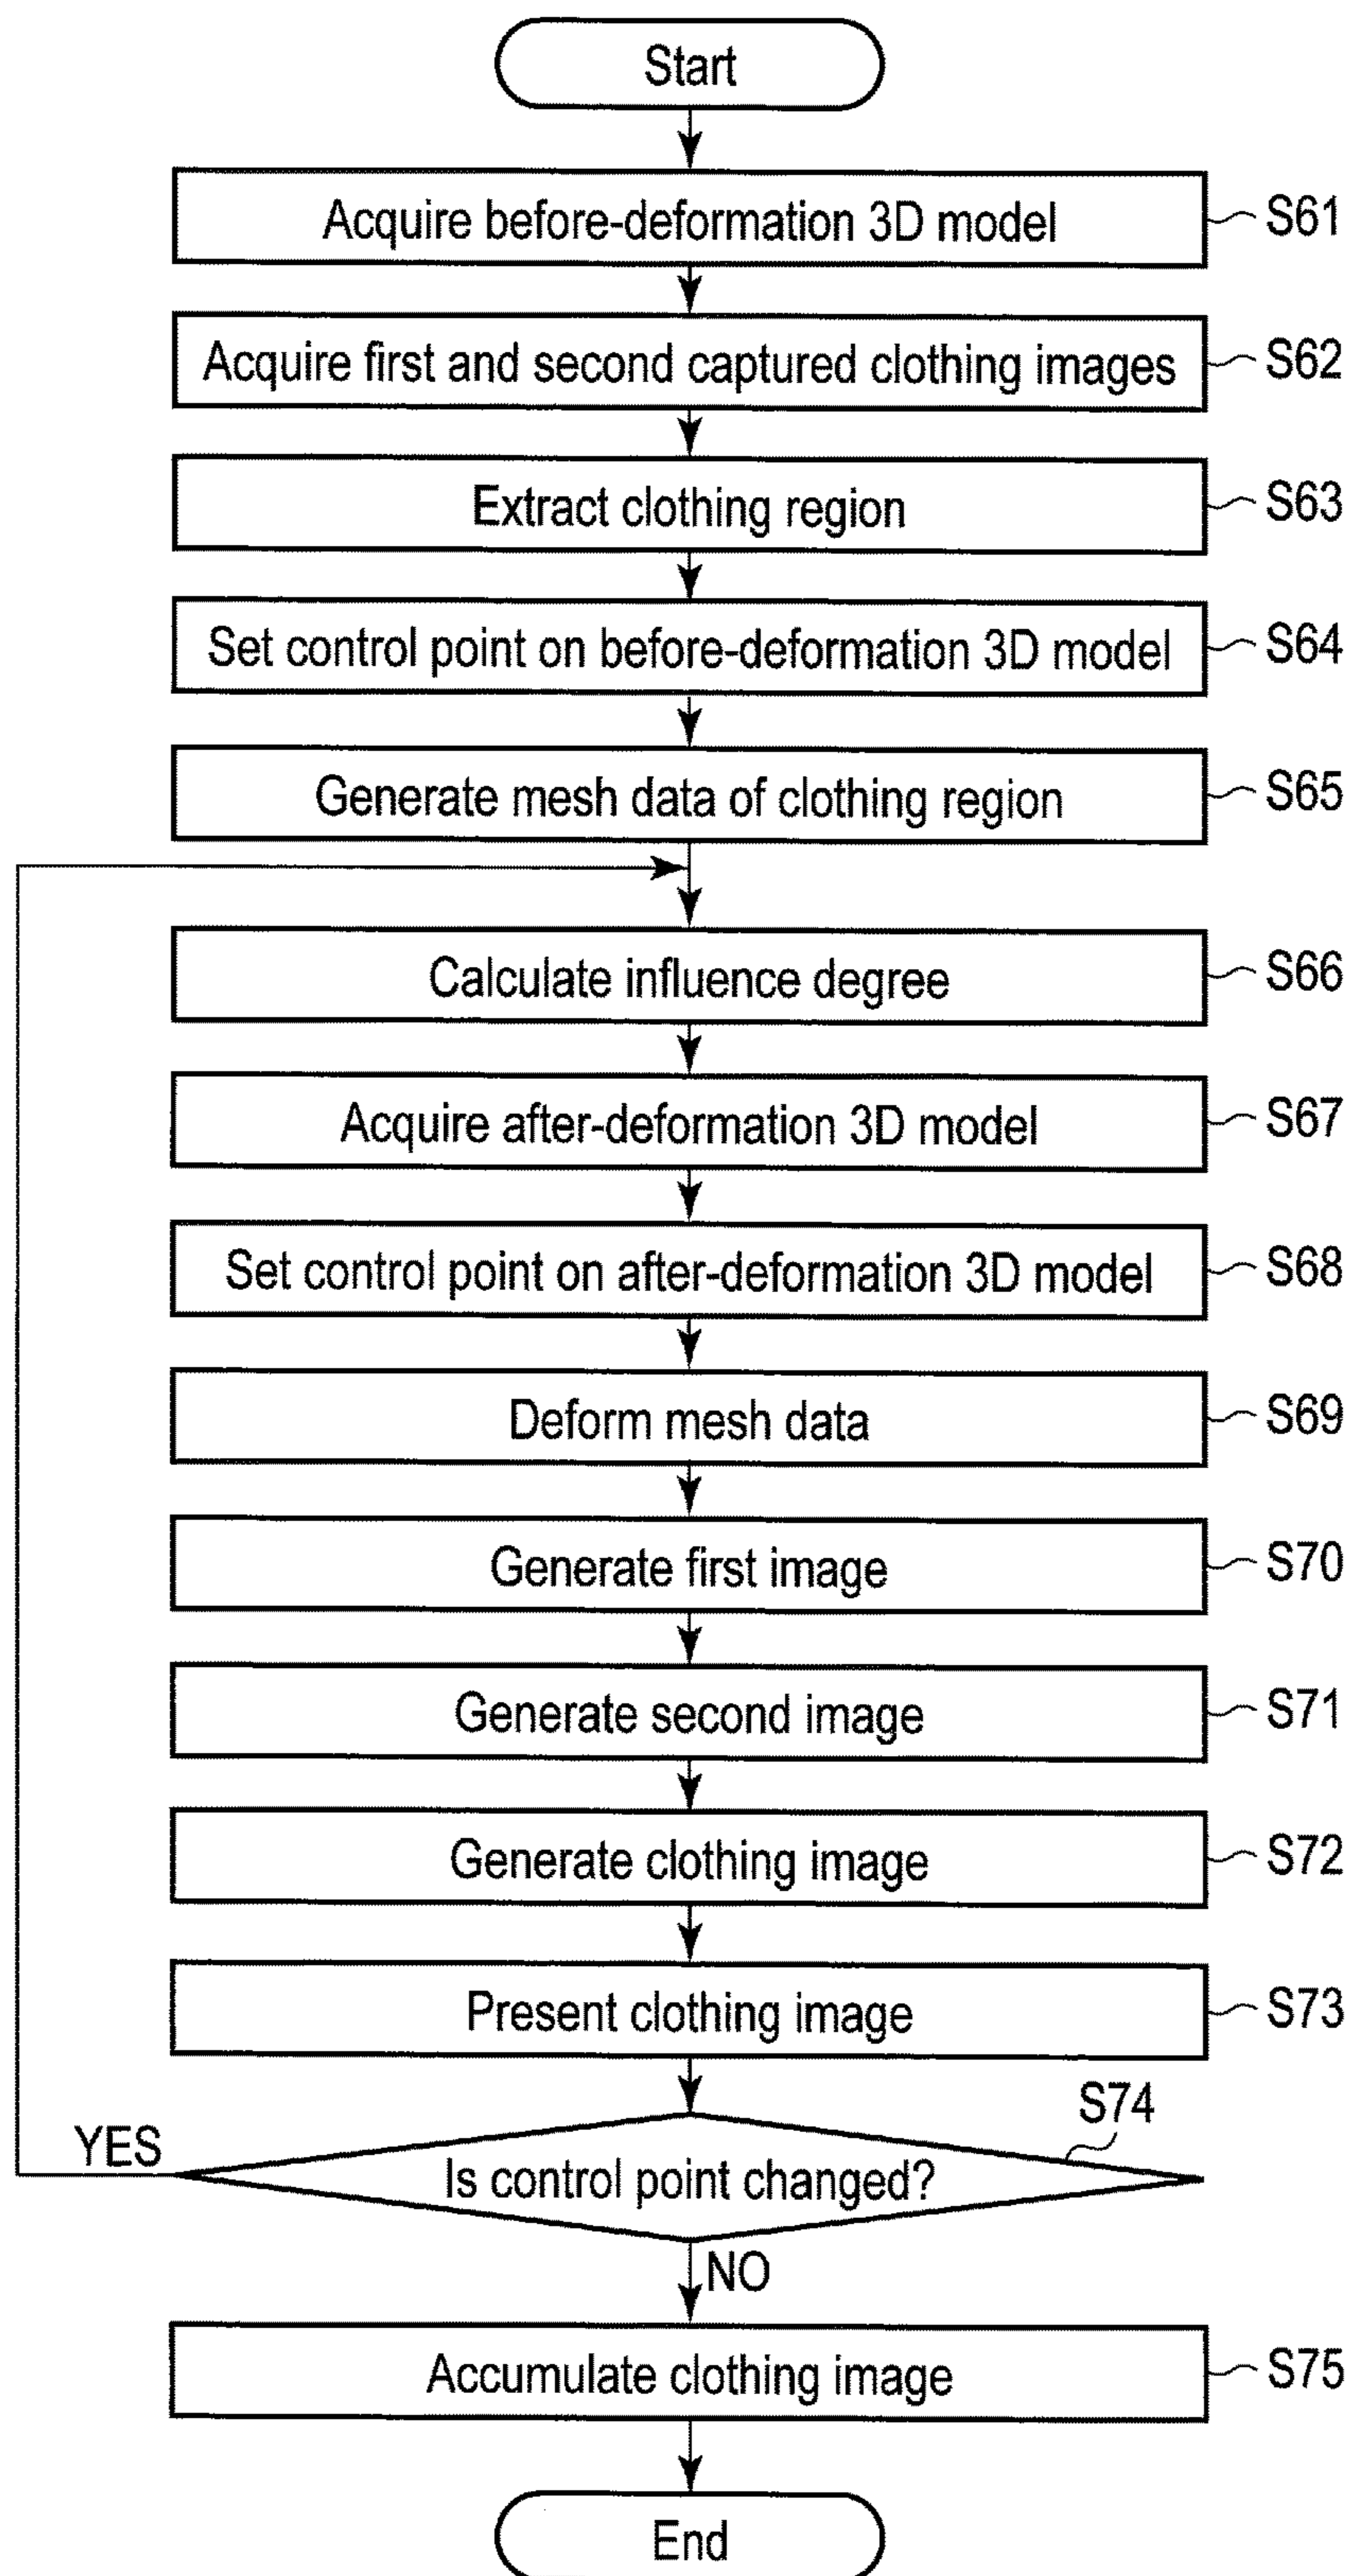 Start
Acquire before-deformation 3D model
S61
Acquire first and second captured clothing images
S62
Extract clothing region
S63
Set control point on before-deformation 3D model
S64
Generate mesh data of clothing region
S65
Calculate influence degree
S66
Acquire after-deformation 3D model
S67
Set control point on after-deformation 3D model
S68
Deform mesh data
S69
Generate first image
S70
Generate second image
S71
Generate clothing image
S72
Present clothing image
S73
S74
YES
Is control point changed?
NO
Accumulate clothing image
S75
End